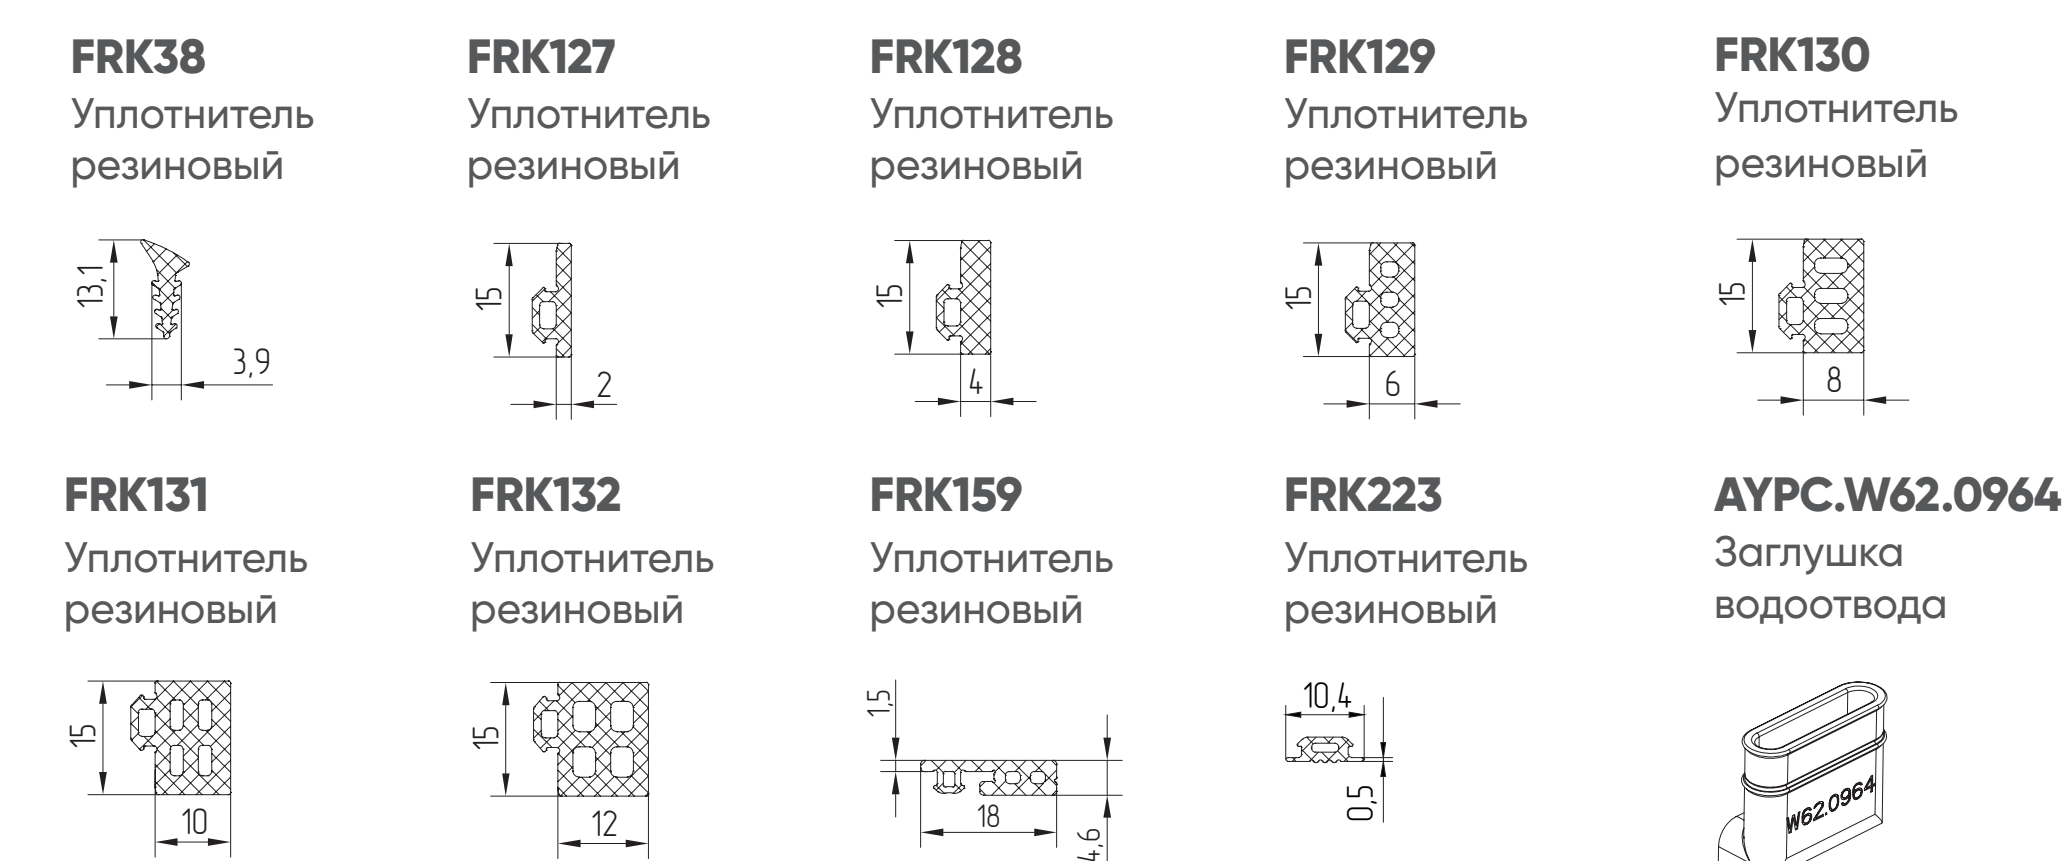 FRK38
Уплотнитель
резиновый
13,1
3,9
FRK127
Уплотнитель
резиновый
15
2
FRK128
Уплотнитель
резиновый
15
4
FRK129
Уплотнитель
резиновый
15
6
FRK130
Уплотнитель
резиновый
15
8
FRK131
Уплотнитель
резиновый
15
10
FRK132
Уплотнитель
резиновый
15
12
FRK159
Уплотнитель
резиновый
1,5
18
4,6
FRK223
Уплотнитель
резиновый
10,4
0,5
AYPC.W62.0964
Заглушка
водоотвода
W62.0964